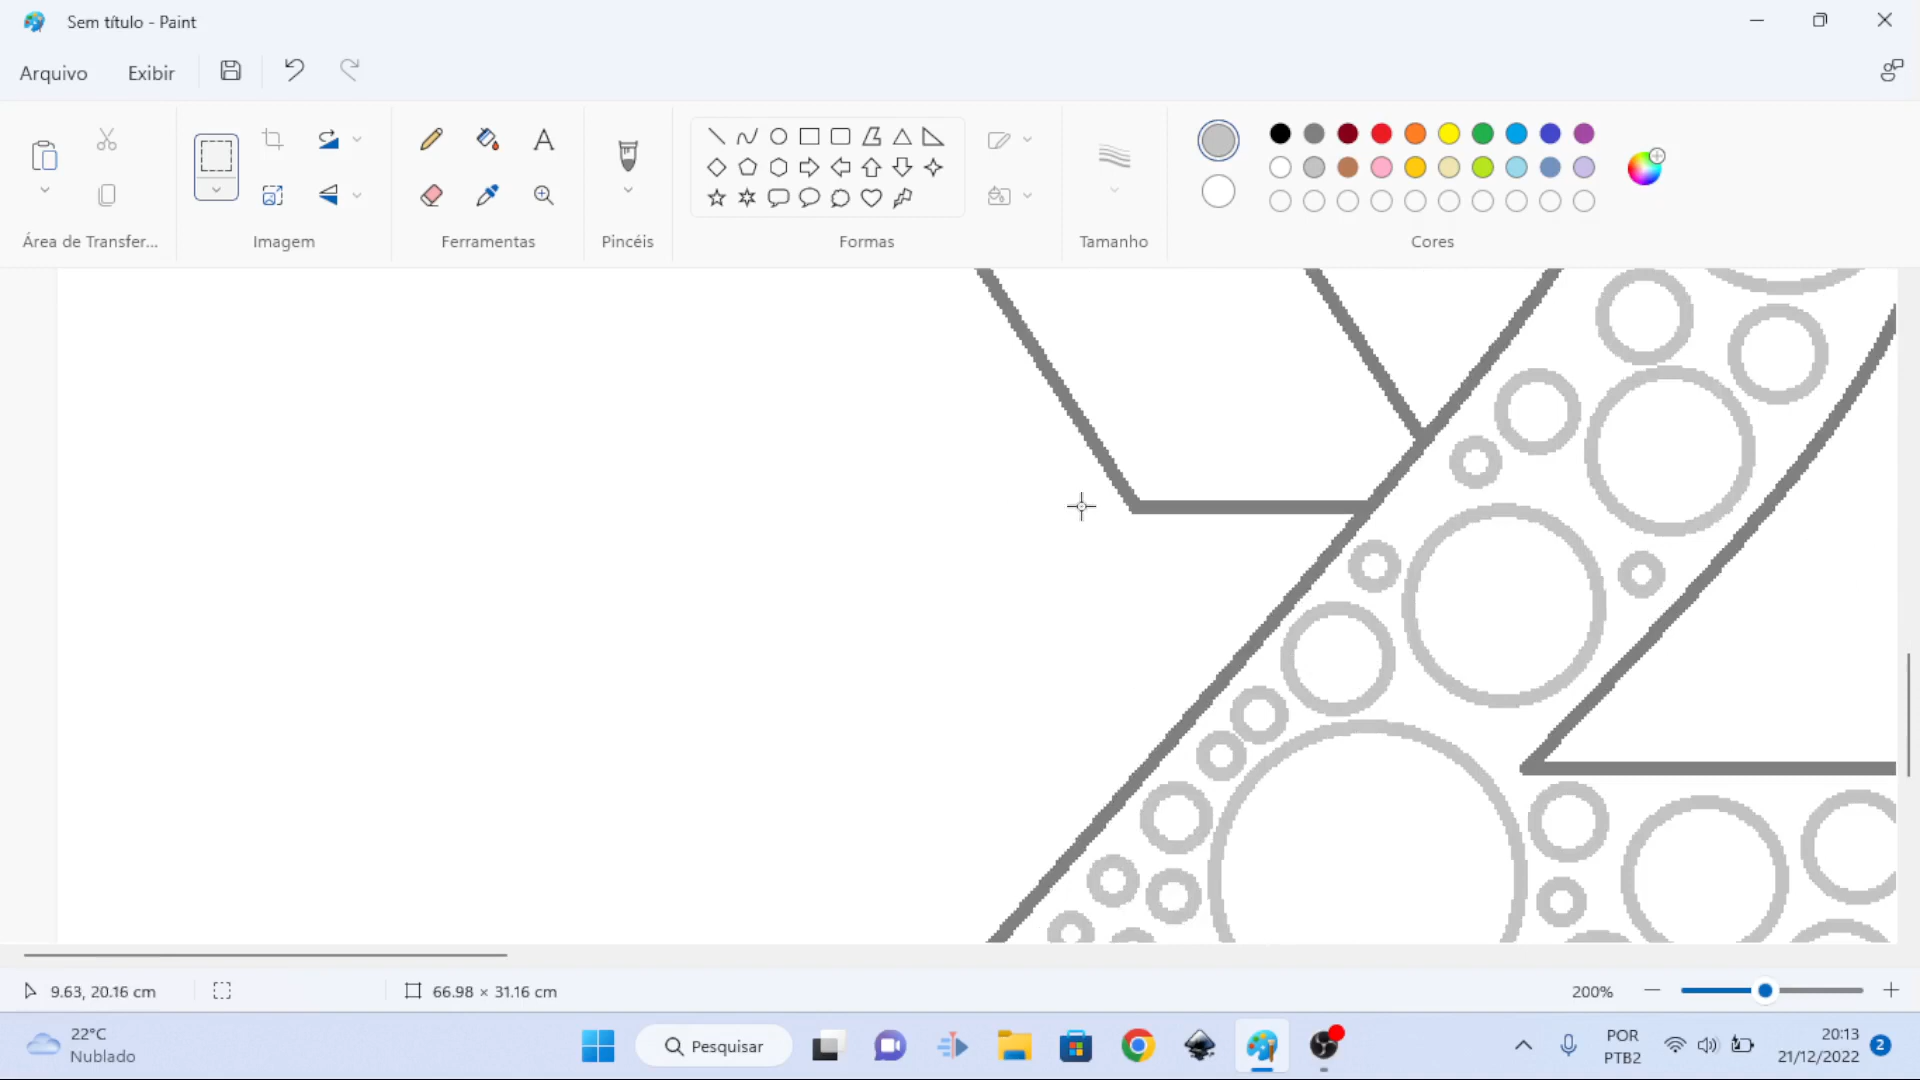 Sem título - Paint
Arquivo Exibir
Área de Transfer... Imagem Ferramentas Pincéis Formas Tamanho Cores
9.63, 20.16 cm 66.98 × 31.16 cm 200%
22°C
Nublado
Pesquisar
POR
PTB2
20:13
21/12/2022
2